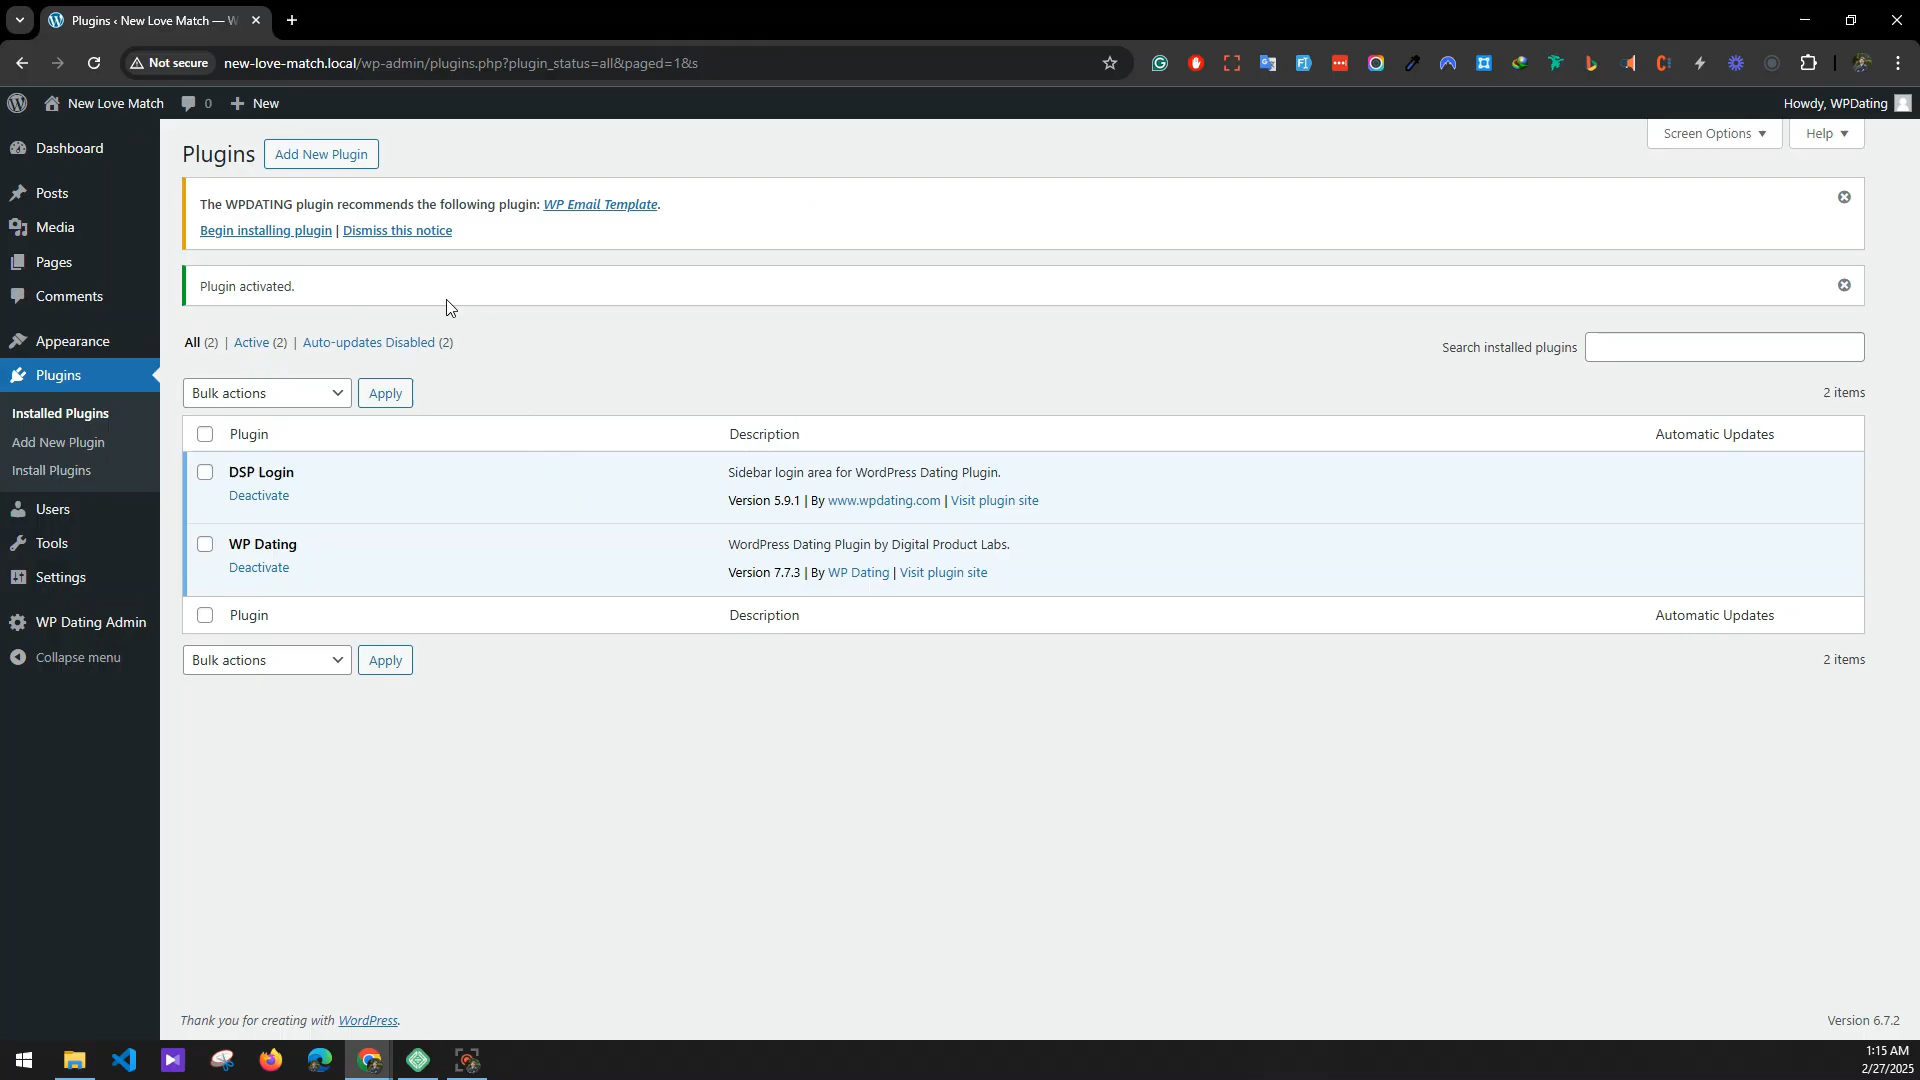 Plugins ‹ New Love Match — W
Not secure
new-love-match.local/wp-admin/plugins.php?plugin_status=all&paged=1&s
New Love Match
0
New
Howdy, WPDating
Dashboard
Posts
Media
Pages
Comments
Appearance
Plugins
Installed Plugins
Add New Plugin
Install Plugins
Users
Tools
Settings
WP Dating Admin
Collapse menu
Screen Options
Help
Plugins
Add New Plugin
The WPDATING plugin recommends the following plugin: WP Email Template.
Begin installing plugin | Dismiss this notice
Plugin activated.
All (2) | Active (2) | Auto-updates Disabled (2)
Search installed plugins
Bulk actions
Apply
2 items
Plugin
Description
Automatic Updates
DSP Login
Sidebar login area for WordPress Dating Plugin.
Deactivate
Version 5.9.1 | By www.wpdating.com | Visit plugin site
WP Dating
WordPress Dating Plugin by Digital Product Labs.
Deactivate
Version 7.7.3 | By WP Dating | Visit plugin site
Plugin
Description
Automatic Updates
Bulk actions
Apply
2 items
Thank you for creating with WordPress.
Version 6.7.2
1:15 AM
2/27/2025